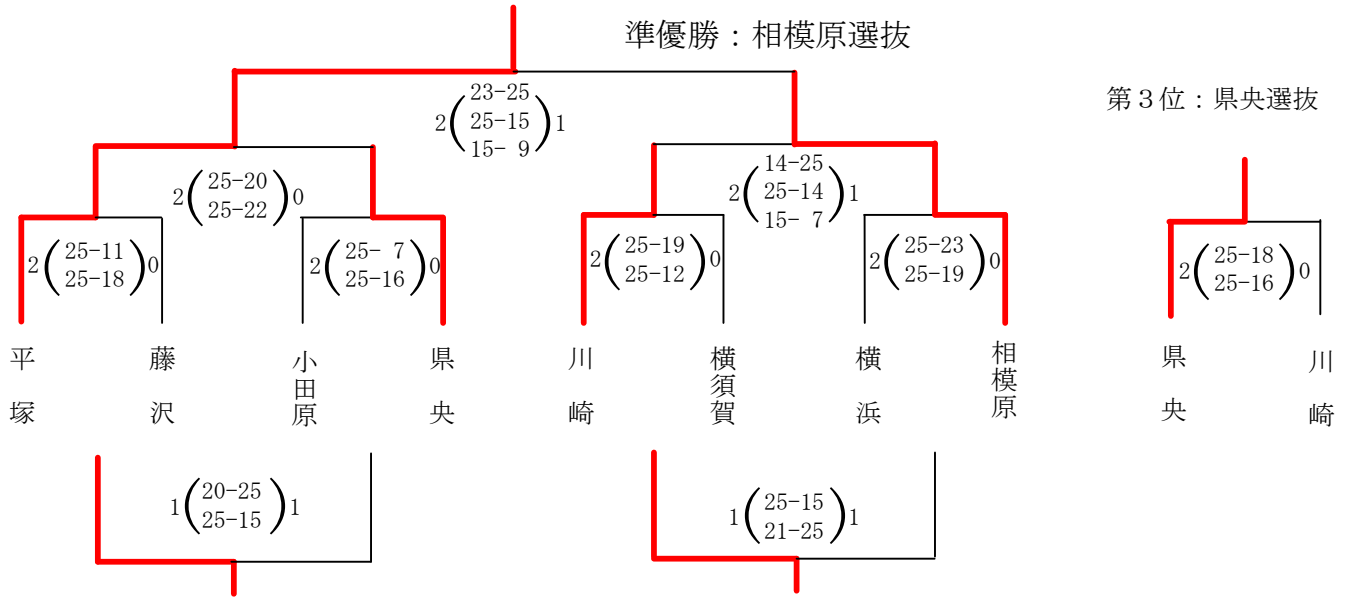 準優勝：相模原選抜
第３位：県央選抜
2(23-25 25-15 15- 9)1
2(25-20 25-22)0
2(14-25 25-14 15- 7)1
2(25-11 25-18)0
2(25- 7 25-16)0
2(25-19 25-12)0
2(25-23 25-19)0
2(25-18 25-16)0
平塚
藤沢
小田原
県央
川崎
横須賀
横浜
相模原
県央
川崎
1(20-25 25-15)1
1(25-15 21-25)1